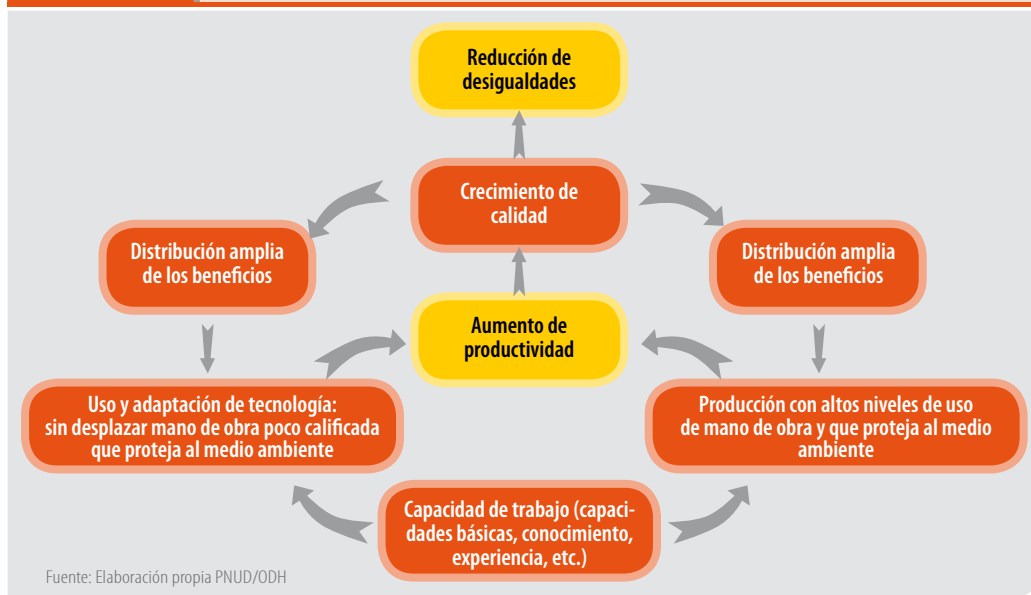 Reducción de
desigualdades
Crecimiento de
calidad
Distribución amplia
de los beneficios
Distribución amplia
de los beneficios
Aumento de
productividad
Uso y adaptación de tecnología:
sin desplazar mano de obra poco calificada
que proteja al medio ambiente
Producción con altos niveles de uso
de mano de obra y que proteja al medio
ambiente
Capacidad de trabajo (capaci-
dades básicas, conocimiento,
experiencia, etc.)
Fuente: Elaboración propia PNUD/ODH